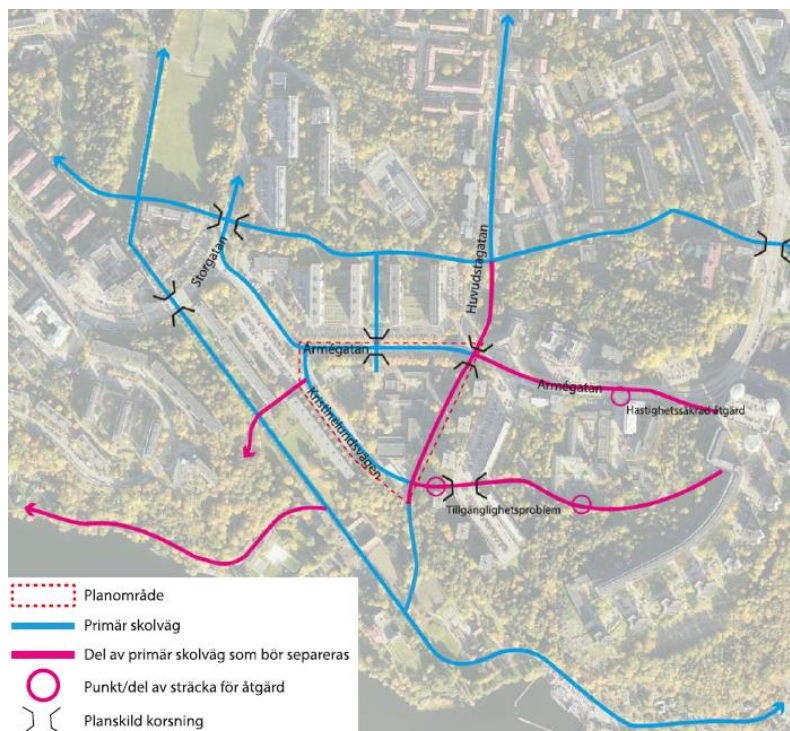 Storgatan
Huvudstagatan
Armégatan
Armégatan
Hastighetssäkrad åtgärd
Kristinelundsvägen
Tillgänglighetsproblem
Planområde
Primär skolväg
Del av primär skolväg som bör separeras
Punkt/del av sträcka för åtgärd
Planskild korsning